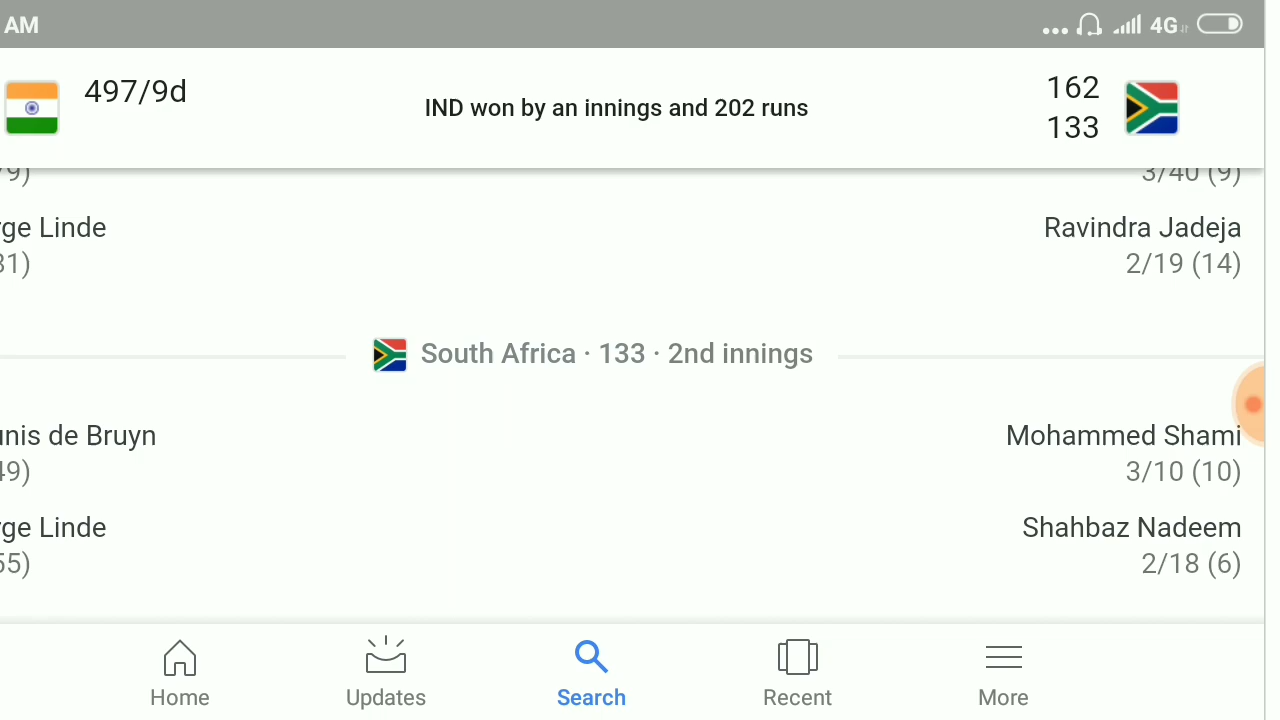 AM
4G
497/9d
IND won by an innings and 202 runs
162
133
3/40 (9)
rge Linde
Ravindra Jadeja
31)
2/19 (14)
South Africa · 133 · 2nd innings
unis de Bruyn
Mohammed Shami
49)
3/10 (10)
rge Linde
Shahbaz Nadeem
55)
2/18 (6)
Home
Updates
Search
Recent
More